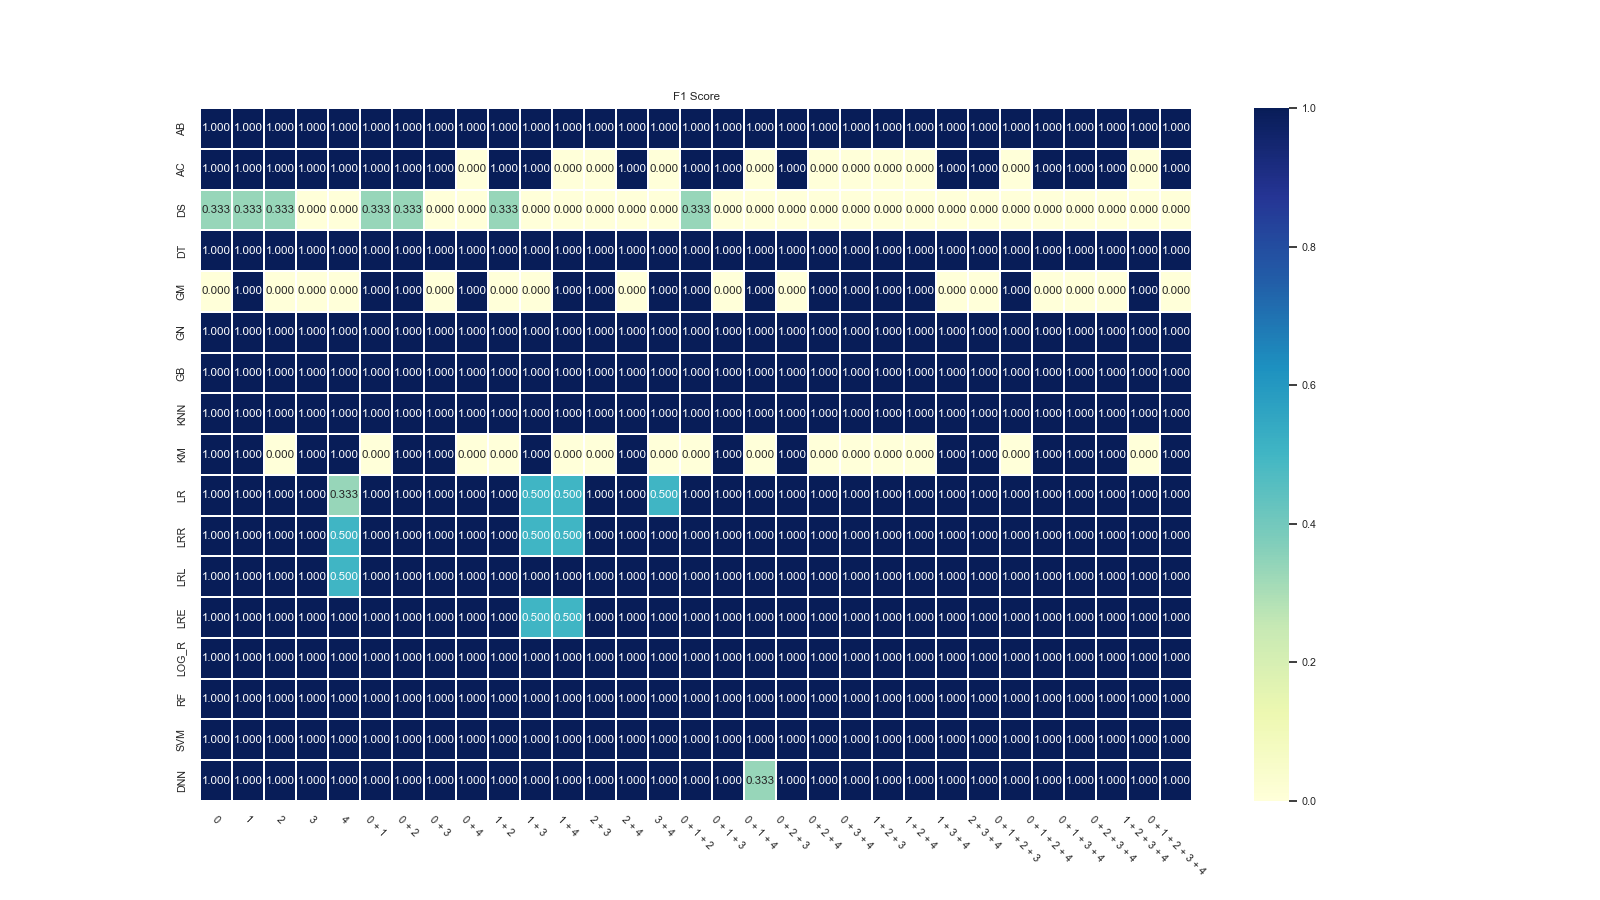 F1 Score
AB 1.000 1.000 1.000 1.000 1.000 1.000 1.000 1.000 1.000 1.000 1.000 1.000 1.000 1.000 1.000 1.000 1.000 1.000 1.000 1.000 1.000 1.000 1.000 1.000 1.000 1.000 1.000 1.000 1.000 1.000 1.000
AC 1.000 1.000 1.000 1.000 1.000 1.000 1.000 1.000 0.000 1.000 1.000 0.000 0.000 1.000 0.000 1.000 1.000 0.000 1.000 0.000 0.000 0.000 0.000 1.000 1.000 0.000 1.000 1.000 1.000 0.000 1.000
DS 0.333 0.333 0.333 0.000 0.000 0.333 0.333 0.000 0.000 0.333 0.000 0.000 0.000 0.000 0.000 0.333 0.000 0.000 0.000 0.000 0.000 0.000 0.000 0.000 0.000 0.000 0.000 0.000 0.000 0.000 0.000
DT 1.000 1.000 1.000 1.000 1.000 1.000 1.000 1.000 1.000 1.000 1.000 1.000 1.000 1.000 1.000 1.000 1.000 1.000 1.000 1.000 1.000 1.000 1.000 1.000 1.000 1.000 1.000 1.000 1.000 1.000 1.000
GM 0.000 1.000 0.000 0.000 0.000 1.000 1.000 0.000 1.000 0.000 0.000 1.000 1.000 0.000 1.000 1.000 0.000 1.000 0.000 1.000 1.000 1.000 1.000 0.000 0.000 1.000 0.000 0.000 0.000 1.000 0.000
GN 1.000 1.000 1.000 1.000 1.000 1.000 1.000 1.000 1.000 1.000 1.000 1.000 1.000 1.000 1.000 1.000 1.000 1.000 1.000 1.000 1.000 1.000 1.000 1.000 1.000 1.000 1.000 1.000 1.000 1.000 1.000
GB 1.000 1.000 1.000 1.000 1.000 1.000 1.000 1.000 1.000 1.000 1.000 1.000 1.000 1.000 1.000 1.000 1.000 1.000 1.000 1.000 1.000 1.000 1.000 1.000 1.000 1.000 1.000 1.000 1.000 1.000 1.000
KNN 1.000 1.000 1.000 1.000 1.000 1.000 1.000 1.000 1.000 1.000 1.000 1.000 1.000 1.000 1.000 1.000 1.000 1.000 1.000 1.000 1.000 1.000 1.000 1.000 1.000 1.000 1.000 1.000 1.000 1.000 1.000
KM 1.000 1.000 0.000 1.000 1.000 0.000 1.000 1.000 0.000 0.000 1.000 0.000 0.000 1.000 0.000 0.000 1.000 0.000 1.000 0.000 0.000 0.000 0.000 1.000 1.000 0.000 1.000 1.000 1.000 0.000 1.000
LR 1.000 1.000 1.000 1.000 0.333 1.000 1.000 1.000 1.000 1.000 0.500 0.500 1.000 1.000 0.500 1.000 1.000 1.000 1.000 1.000 1.000 1.000 1.000 1.000 1.000 1.000 1.000 1.000 1.000 1.000 1.000
LRR 1.000 1.000 1.000 1.000 0.500 1.000 1.000 1.000 1.000 1.000 0.500 0.500 1.000 1.000 1.000 1.000 1.000 1.000 1.000 1.000 1.000 1.000 1.000 1.000 1.000 1.000 1.000 1.000 1.000 1.000 1.000
LRL 1.000 1.000 1.000 1.000 0.500 1.000 1.000 1.000 1.000 1.000 1.000 1.000 1.000 1.000 1.000 1.000 1.000 1.000 1.000 1.000 1.000 1.000 1.000 1.000 1.000 1.000 1.000 1.000 1.000 1.000 1.000
LRE 1.000 1.000 1.000 1.000 1.000 1.000 1.000 1.000 1.000 1.000 0.500 0.500 1.000 1.000 1.000 1.000 1.000 1.000 1.000 1.000 1.000 1.000 1.000 1.000 1.000 1.000 1.000 1.000 1.000 1.000 1.000
LOG_R 1.000 1.000 1.000 1.000 1.000 1.000 1.000 1.000 1.000 1.000 1.000 1.000 1.000 1.000 1.000 1.000 1.000 1.000 1.000 1.000 1.000 1.000 1.000 1.000 1.000 1.000 1.000 1.000 1.000 1.000 1.000
RF 1.000 1.000 1.000 1.000 1.000 1.000 1.000 1.000 1.000 1.000 1.000 1.000 1.000 1.000 1.000 1.000 1.000 1.000 1.000 1.000 1.000 1.000 1.000 1.000 1.000 1.000 1.000 1.000 1.000 1.000 1.000
SVM 1.000 1.000 1.000 1.000 1.000 1.000 1.000 1.000 1.000 1.000 1.000 1.000 1.000 1.000 1.000 1.000 1.000 1.000 1.000 1.000 1.000 1.000 1.000 1.000 1.000 1.000 1.000 1.000 1.000 1.000 1.000
DNN 1.000 1.000 1.000 1.000 1.000 1.000 1.000 1.000 1.000 1.000 1.000 1.000 1.000 1.000 1.000 1.000 1.000 0.333 1.000 1.000 1.000 1.000 1.000 1.000 1.000 1.000 1.000 1.000 1.000 1.000 1.000
0
1
2
3
4
0 + 1
0 + 2
0 + 3
0 + 4
1 + 2
1 + 3
1 + 4
2 + 3
2 + 4
3 + 4
0 + 1 + 2
0 + 1 + 3
0 + 1 + 4
0 + 2 + 3
0 + 2 + 4
0 + 3 + 4
1 + 2 + 3
1 + 2 + 4
1 + 3 + 4
2 + 3 + 4
0 + 1 + 2 + 3
0 + 1 + 2 + 4
0 + 1 + 3 + 4
0 + 2 + 3 + 4
1 + 2 + 3 + 4
0 + 1 + 2 + 3 + 4
1.0
0.8
0.6
0.4
0.2
0.0